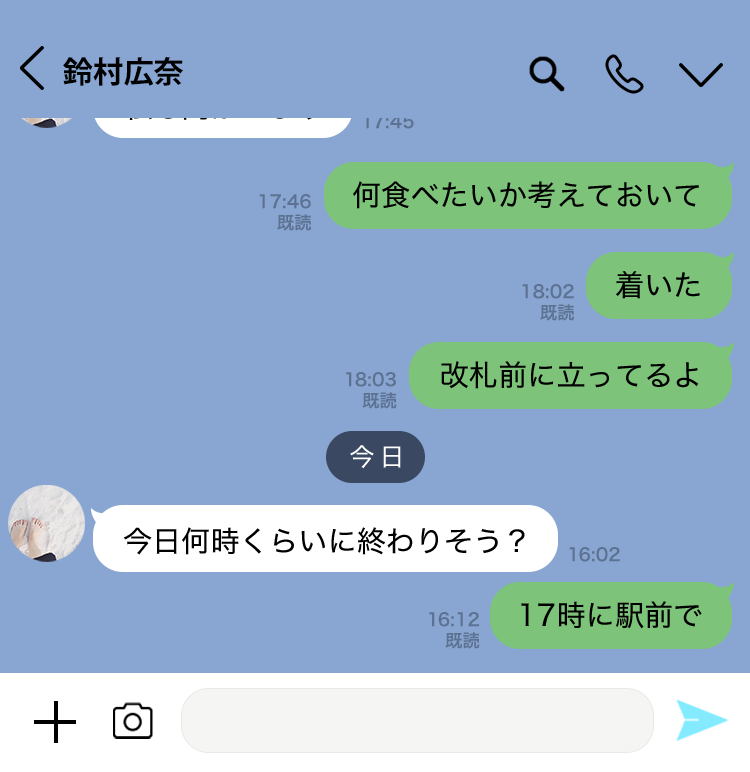 鈴村広奈
17:45
何食べたいか考えておいて
17:46
既読
着いた
18:02
既読
改札前に立ってるよ
18:03
既読
今日
今日何時くらいに終わりそう？
16:02
17時に駅前で
16:12
既読